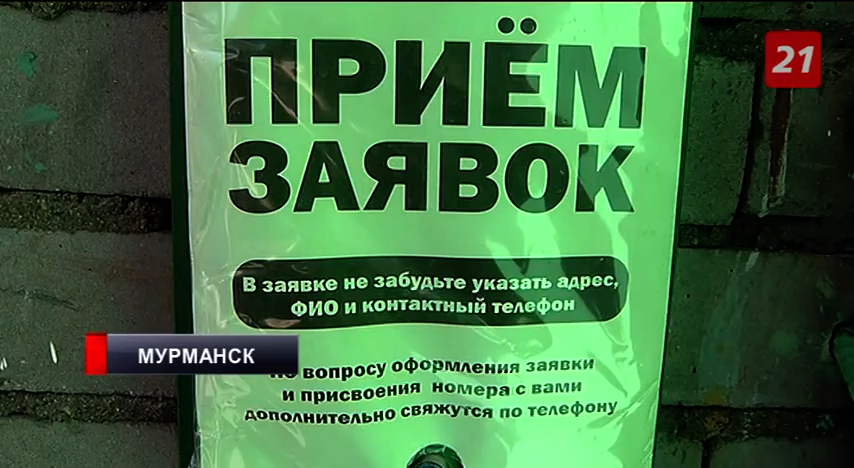 ПРИЁМ
ЗАЯВОК
21
В заявке не забудьте указать адрес,
ФИО и контактный телефон
МУРМАНСК
По вопросу оформления заявки
и присвоения номера с вами
дополнительно свяжутся по телефону